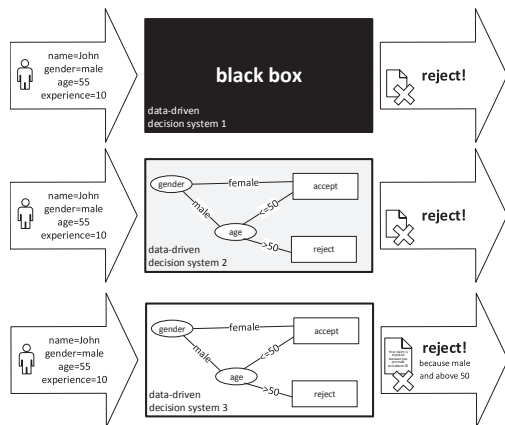 name=John
gender=male
age=55
experience=10
black box
data-driven
decision system 1
reject!
name=John
gender=male
age=55
experience=10
gender
female
accept
male
<=50
age
>50
reject
data-driven
decision system 2
reject!
name=John
gender=male
age=55
experience=10
gender
female
accept
male
<=50
age
>50
reject
data-driven
decision system 3
reject!
because male
and above 50